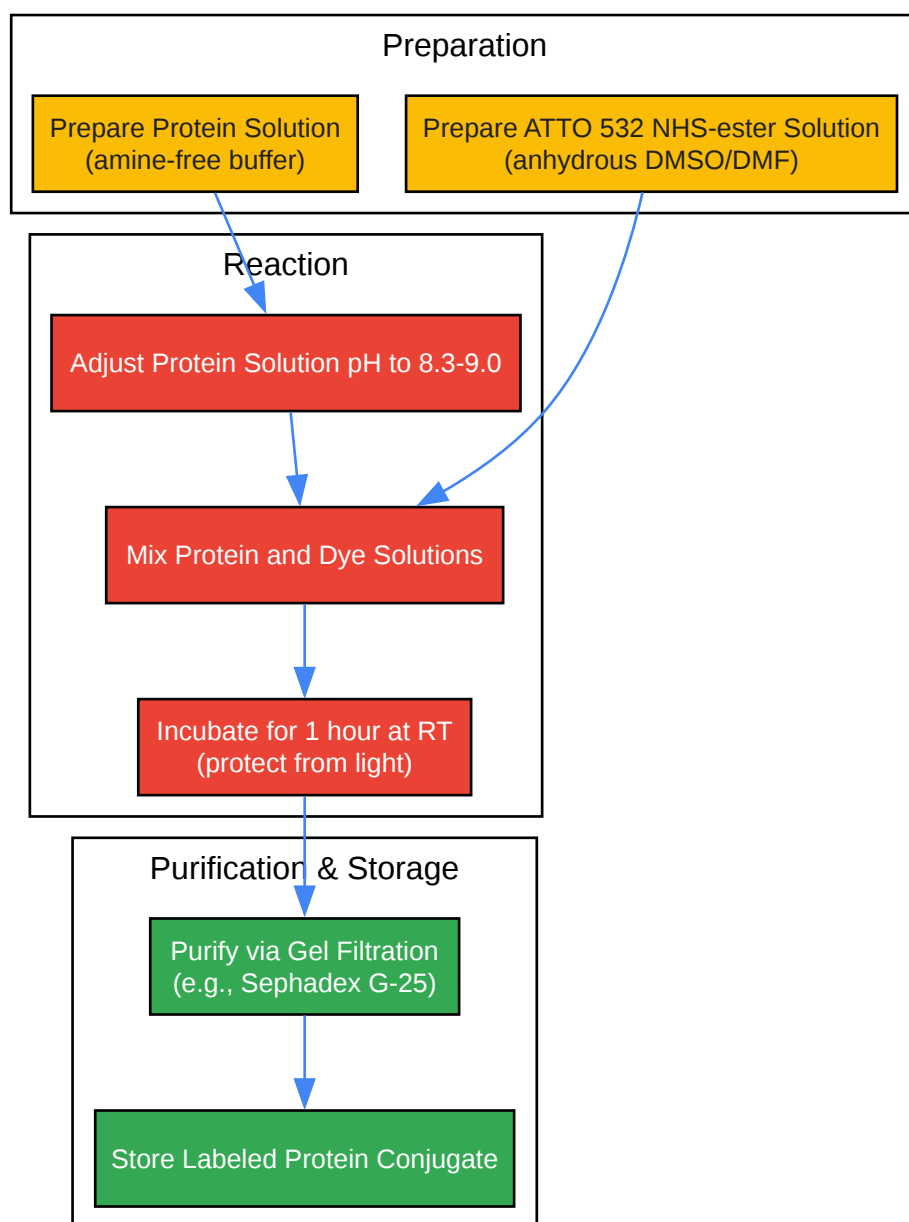 Preparation
Prepare Protein Solution
(amine-free buffer)
Prepare ATTO 532 NHS-ester Solution
(anhydrous DMSO/DMF)
Reaction
Adjust Protein Solution pH to 8.3-9.0
Mix Protein and Dye Solutions
Incubate for 1 hour at RT
(protect from light)
Purification & Storage
Purify via Gel Filtration
(e.g., Sephadex G-25)
Store Labeled Protein Conjugate